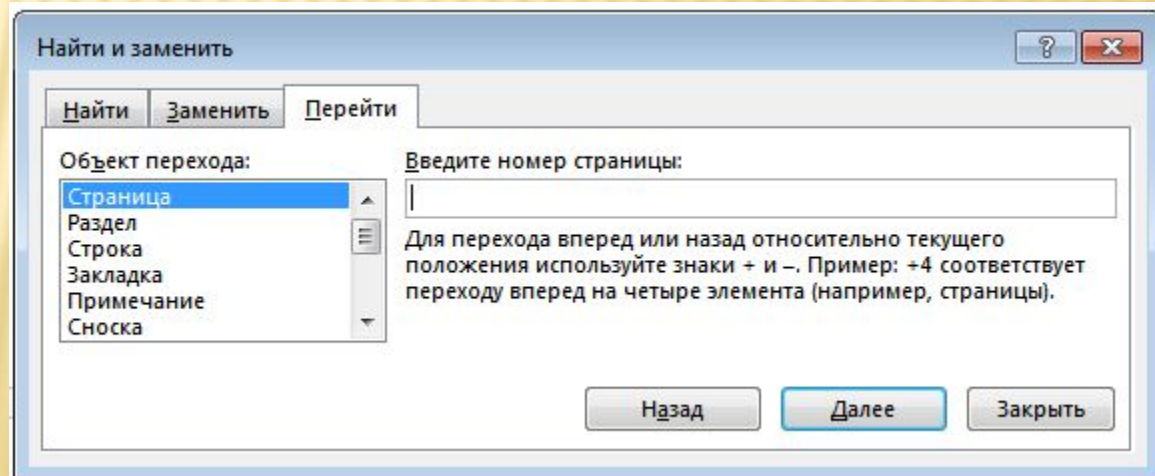 Найти и заменить
Найти
Заменить
Перейти
Объект перехода:
Страница
Раздел
Строка
Закладка
Примечание
Сноска
Введите номер страницы:
Для перехода вперед или назад относительно текущего
положения используйте знаки + и –. Пример: +4 соответствует
переходу вперед на четыре элемента (например, страницы).
Назад
Далее
Закрыть